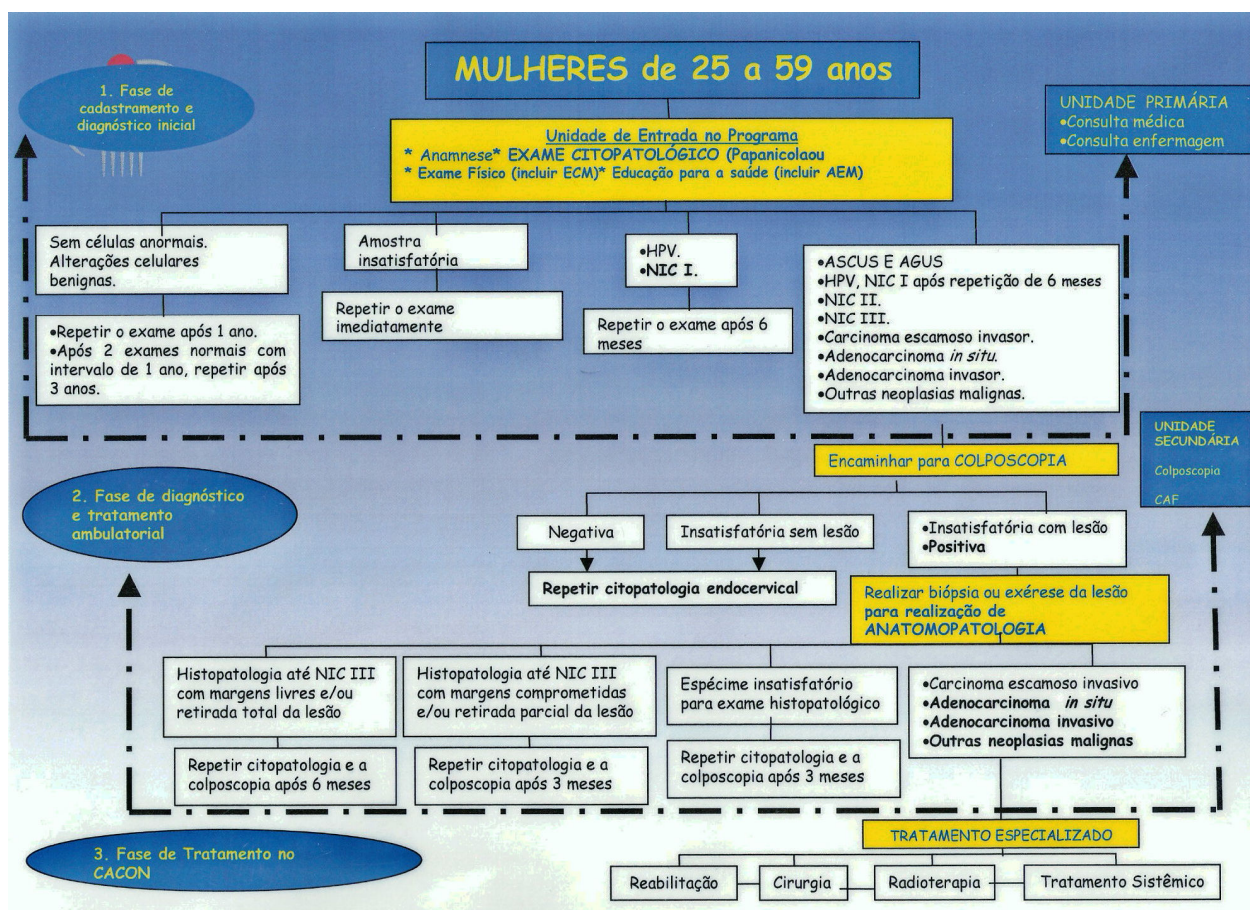 MULHERES de 25 a 59 anos
1. Fase de
cadastramento e
diagnóstico inicial
UNIDADE PRIMÁRIA
•Consulta médica
•Consulta enfermagem
Unidade de Entrada no Programa
* Anamnese* EXAME CITOPATOLÓGICO (Papanicolaou
* Exame Físico (incluir ECM)* Educação para a saúde (incluir AEM)
Sem células anormais.
Alterações celulares
benignas.
•Repetir o exame após 1 ano.
•Após 2 exames normais com
intervalo de 1 ano, repetir após
3 anos.
Amostra
insatisfatória
Repetir o exame
imediatamente
•HPV.
•NIC I.
Repetir o exame após 6
meses
•ASCUS E AGUS
•HPV, NIC I após repetição de 6 meses
•NIC II.
•NIC III.
•Carcinoma escamoso invasor.
•Adenocarcinoma in situ.
•Adenocarcinoma invasor.
•Outras neoplasias malignas.
UNIDADE
SECUNDÁRIA
Colposcopia
CAF
Encaminhar para COLPOSCOPIA
2. Fase de diagnóstico
e tratamento
ambulatorial
Negativa
Insatisfatória sem lesão
•Insatisfatória com lesão
•Positiva
Repetir citopatologia endocervical
Realizar biópsia ou exérese da lesão
para realização de
ANATOMOPATOLOGIA
Histopatologia até NIC III
com margens livres e/ou
retirada total da lesão
Repetir citopatologia e a
colposcopia após 6 meses
Histopatologia até NIC III
com margens comprometidas
e/ou retirada parcial da lesão
Repetir citopatologia e a
colposcopia após 3 meses
Espécime insatisfatório
para exame histopatológico
Repetir citopatologia e a
colposcopia após 3 meses
•Carcinoma escamoso invasivo
•Adenocarcinoma in situ
•Adenocarcinoma invasivo
•Outras neoplasias malignas
3. Fase de Tratamento no
CACON
TRATAMENTO ESPECIALIZADO
Reabilitação
Cirurgia
Radioterapia
Tratamento Sistêmico